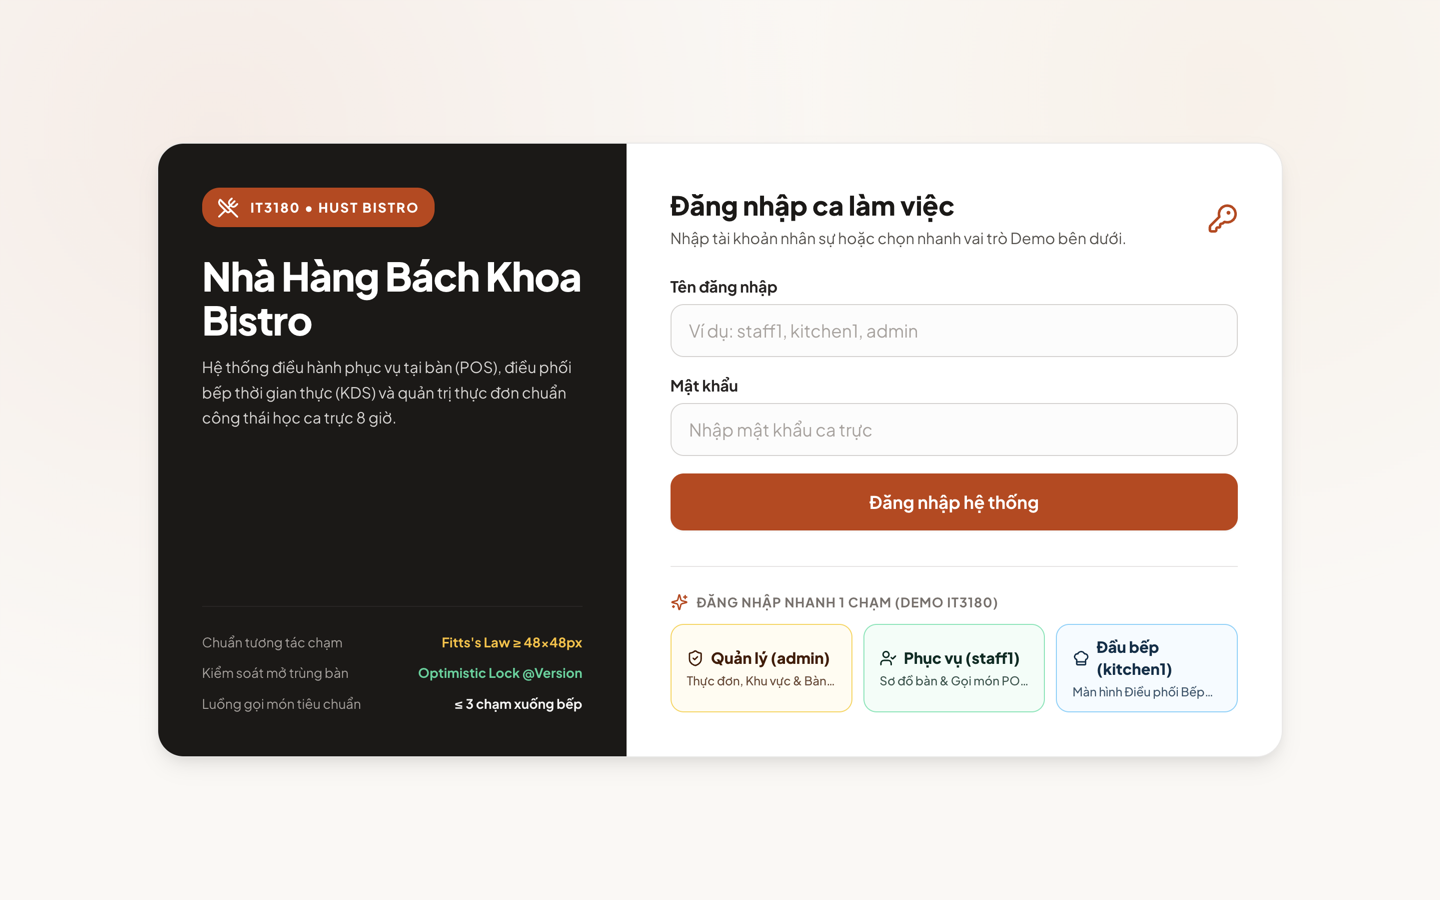 IT3180 • HUST BISTRO
Nhà Hàng Bách Khoa
Bistro
Hệ thống điều hành phục vụ tại bàn (POS), điều phối
bếp thời gian thực (KDS) và quản trị thực đơn chuẩn
công thái học ca trực 8 giờ.
Chuẩn tương tác chạm Fitts's Law ≥ 48×48px
Kiểm soát mở trùng bàn Optimistic Lock @Version
Luồng gọi món tiêu chuẩn ≤ 3 chạm xuống bếp
Đăng nhập ca làm việc
Nhập tài khoản nhân sự hoặc chọn nhanh vai trò Demo bên dưới.
Tên đăng nhập
Ví dụ: staff1, kitchen1, admin
Mật khẩu
Nhập mật khẩu ca trực
Đăng nhập hệ thống
ĐĂNG NHẬP NHANH 1 CHẠM (DEMO IT3180)
Quản lý (admin)
Thực đơn, Khu vực & Bàn...
Phục vụ (staff1)
Sơ đồ bàn & Gọi món PO...
Đầu bếp
(kitchen1)
Màn hình Điều phối Bếp...